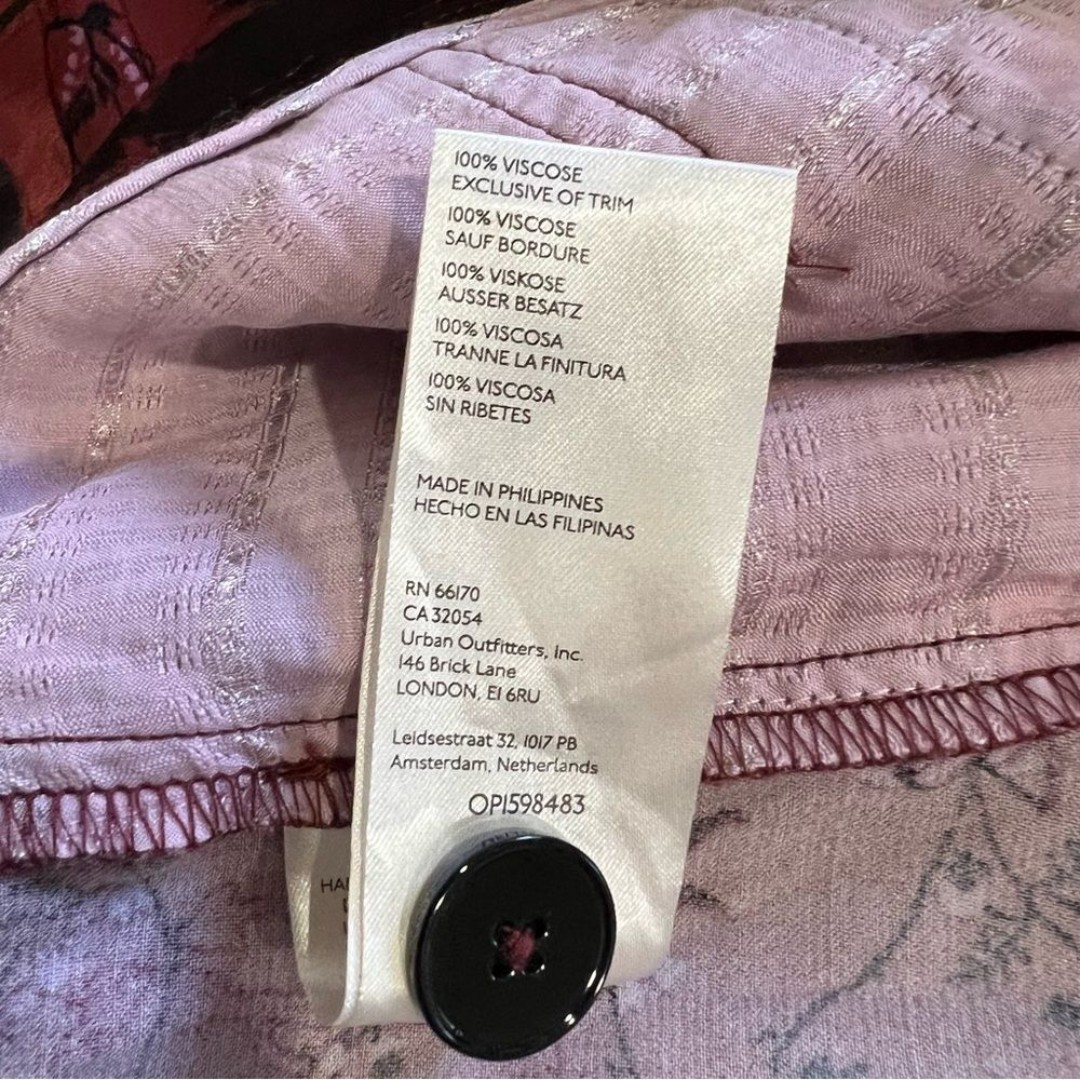 100% VISCOSE
EXCLUSIVE OF TRIM
100% VISCOSE
SAUF BORDURE
100% VISKOSE
AUSSER BESATZ
100% VISCOSA
TRANNE LA FINITURA
100% VISCOSA
SIN RIBETES
MADE IN PHILIPPINES
HECHO EN LAS FILIPINAS
RN 66170
CA 32054
Urban Outfitters, Inc.
146 Brick Lane
LONDON, E1 6RU
Leidsestraat 32, 1017 PB
Amsterdam, Netherlands
OP1598483